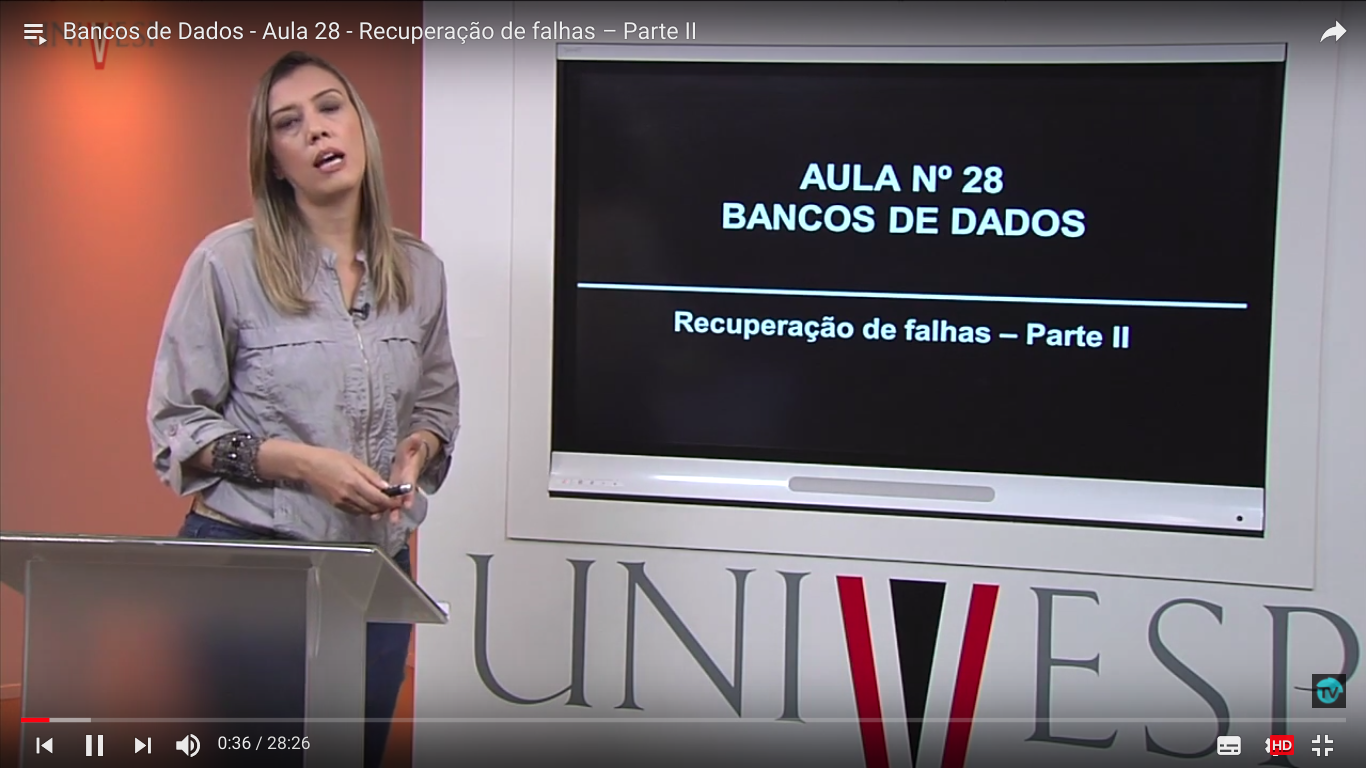 Bancos de Dados - Aula 28 - Recuperação de falhas – Parte II
UNIVESP
AULA Nº 28
BANCOS DE DADOS
Recuperação de falhas – Parte II
UNIVESP
TV
0:36 / 28:26
HD